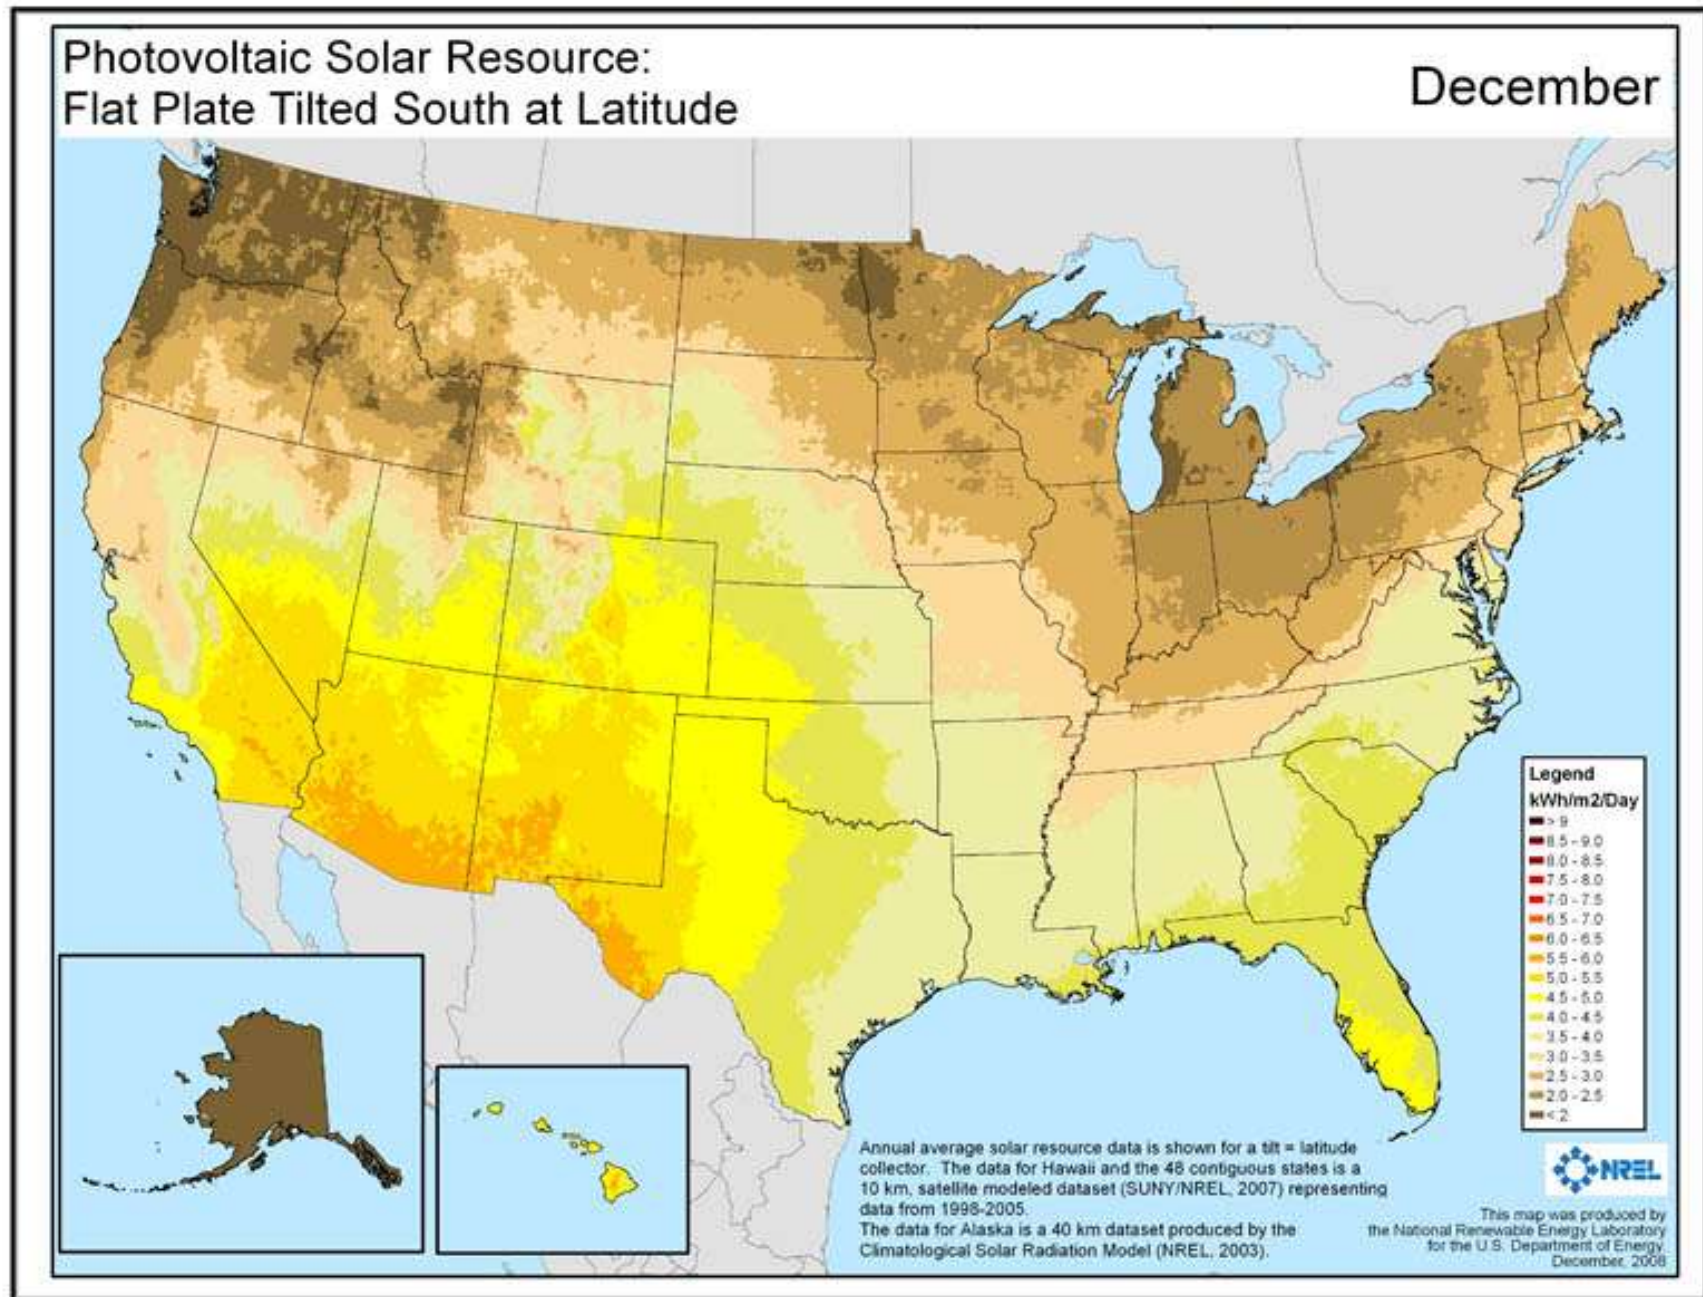 Photovoltaic Solar Resource:
Flat Plate Tilted South at Latitude
December
Legend
kWh/m2/Day
> 9
8.5 - 9.0
8.0 - 8.5
7.5 - 8.0
7.0 - 7.5
6.5 - 7.0
6.0 - 6.5
5.5 - 6.0
5.0 - 5.5
4.5 - 5.0
4.0 - 4.5
3.5 - 4.0
3.0 - 3.5
2.5 - 3.0
2.0 - 2.5
< 2
Annual average solar resource data is shown for a tilt = latitude
collector. The data for Hawaii and the 48 contiguous states is a
10 km, satellite modeled dataset (SUNY/NREL, 2007) representing
data from 1998-2005.
The data for Alaska is a 40 km dataset produced by the
Climatological Solar Radiation Model (NREL, 2003).
NREL
This map was produced by
the National Renewable Energy Laboratory
for the U.S. Department of Energy.
December, 2008